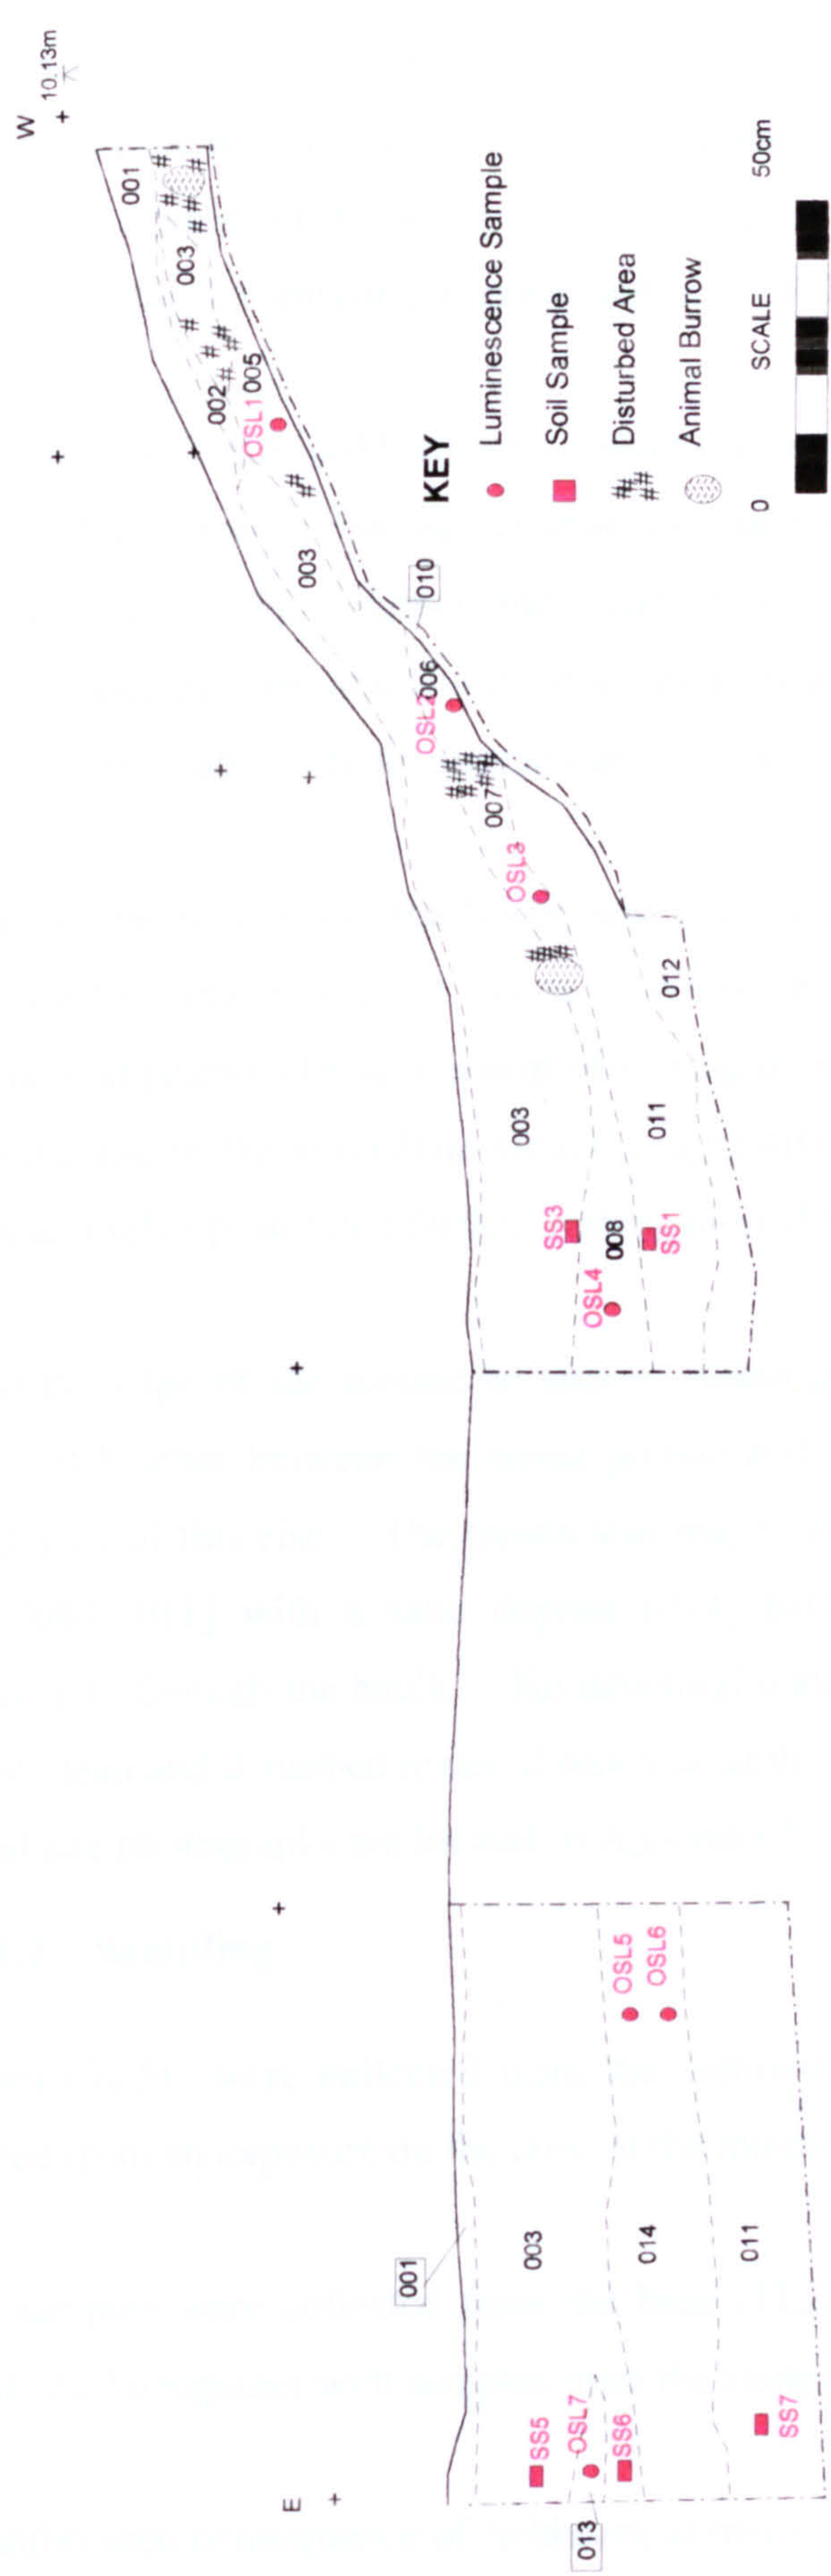 E
W
10.13m
001
013
SS5
OSL7
SS6
SS7
003
014
011
OSL5
OSL6
OSL4
SS3
008
SS1
003
011
012
OSL3
007
OSL2
006
010
003
OSL1
002
005
003
001
KEY
Luminescence Sample
Soil Sample
Disturbed Area
Animal Burrow
0 SCALE 50cm